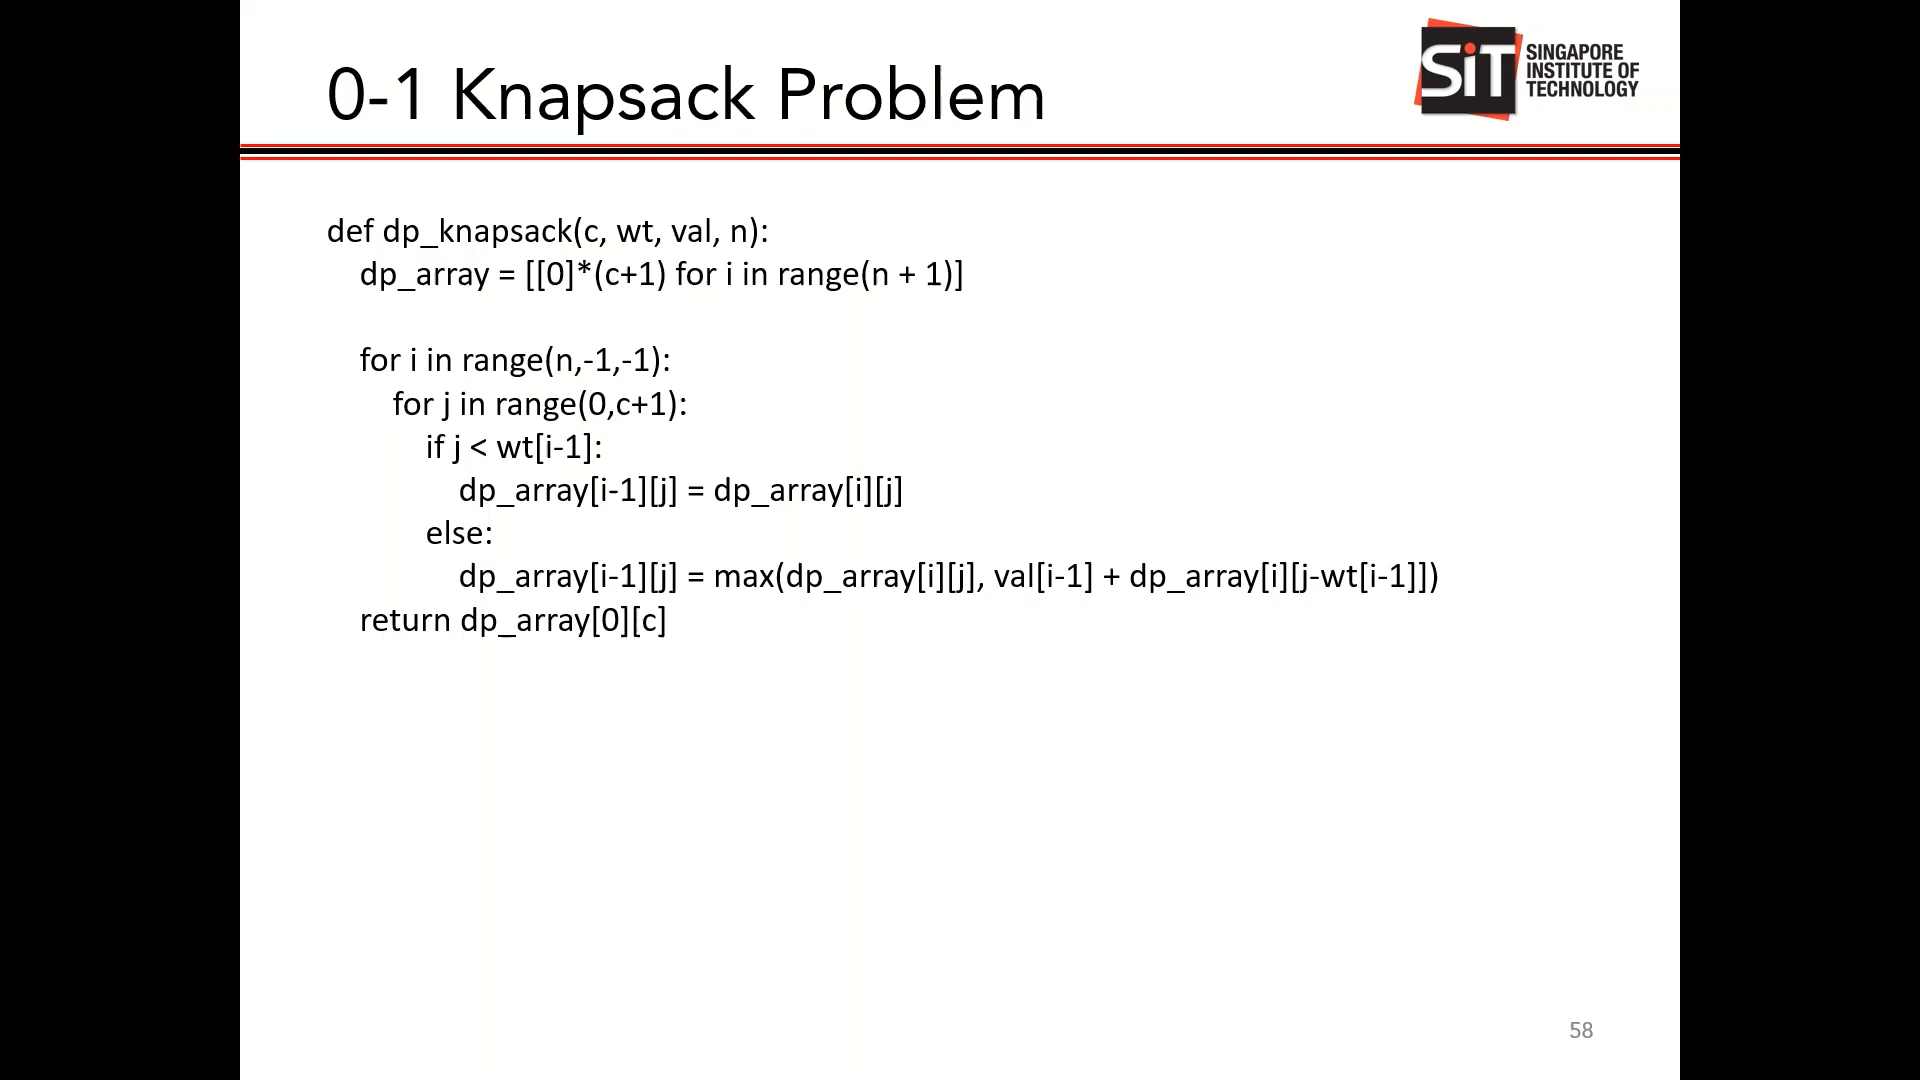 0-1 Knapsack Problem
SiT
SINGAPORE
INSTITUTE OF
TECHNOLOGY
def dp_knapsack(c, wt, val, n):
dp_array = [[0]*(c+1) for i in range(n + 1)]
for i in range(n,-1,-1):
for j in range(0,c+1):
if j < wt[i-1]:
dp_array[i-1][j] = dp_array[i][j]
else:
dp_array[i-1][j] = max(dp_array[i][j], val[i-1] + dp_array[i][j-wt[i-1]])
return dp_array[0][c]
58